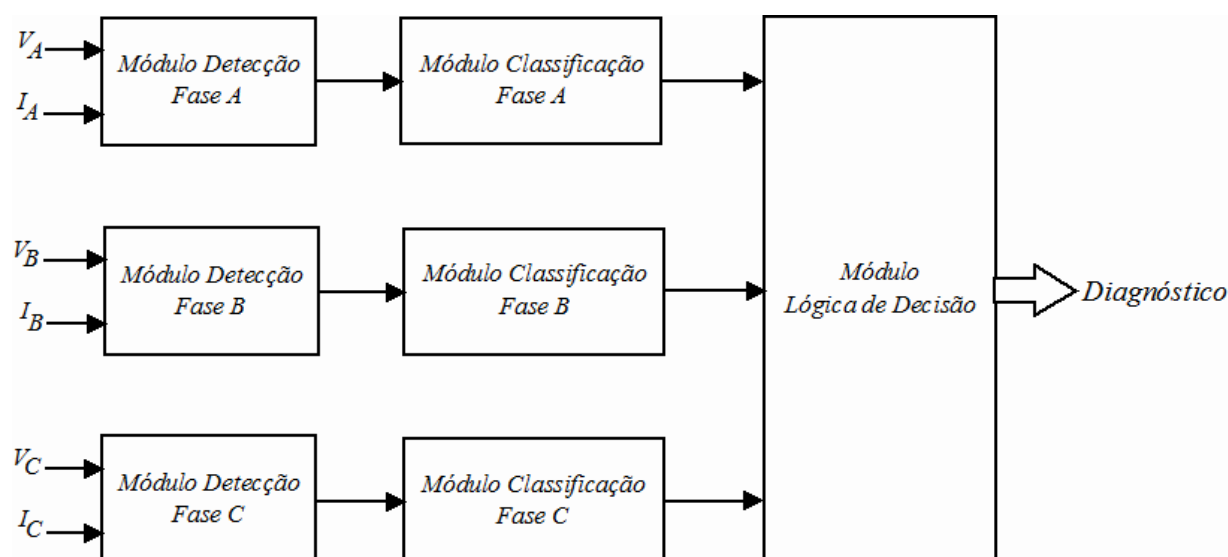 V_A
I_A
Módulo Detecção
Fase A
Módulo Classificação
Fase A
V_B
I_B
Módulo Detecção
Fase B
Módulo Classificação
Fase B
Módulo
Lógica de Decisão
Diagnóstico
V_C
I_C
Módulo Detecção
Fase C
Módulo Classificação
Fase C